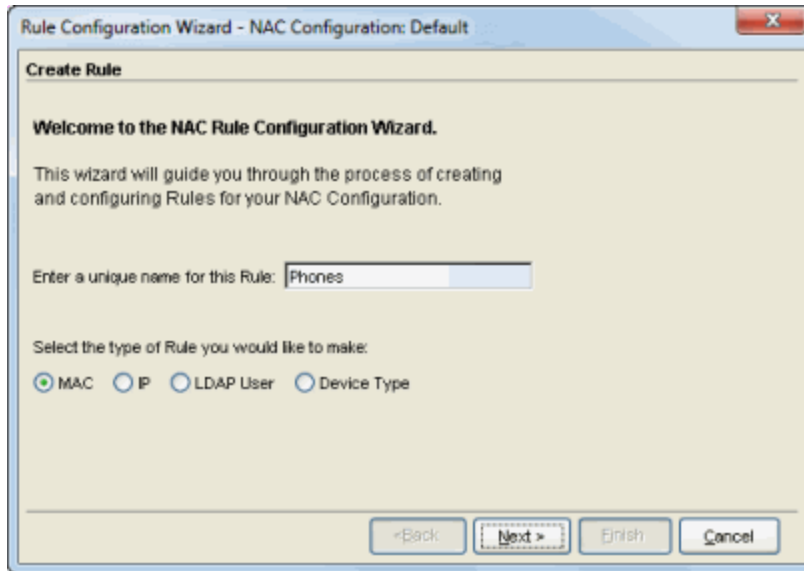 Rule Configuration Wizard - NAC Configuration: Default
Create Rule
Welcome to the NAC Rule Configuration Wizard.
This wizard will guide you through the process of creating
and configuring Rules for your NAC Configuration.
Enter a unique name for this Rule: Phones
Select the type of Rule you would like to make:
MAC IP LDAP User Device Type
<Back Next > Finish Cancel